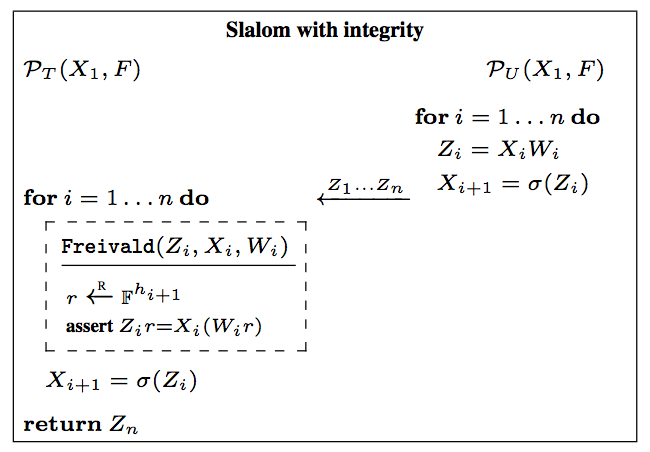 Slalom with integrity
𝒫_T(X_1, F)
𝒫_U(X_1, F)
for i = 1 … n do
Z_i = X_i W_i
X_{i+1} = σ(Z_i)
Z_1…Z_n
for i = 1 … n do
Freivald(Z_i, X_i, W_i)
r ←^R 𝔽^{h_{i+1}}
assert Z_i r=X_i(W_i r)
X_{i+1} = σ(Z_i)
return Z_n